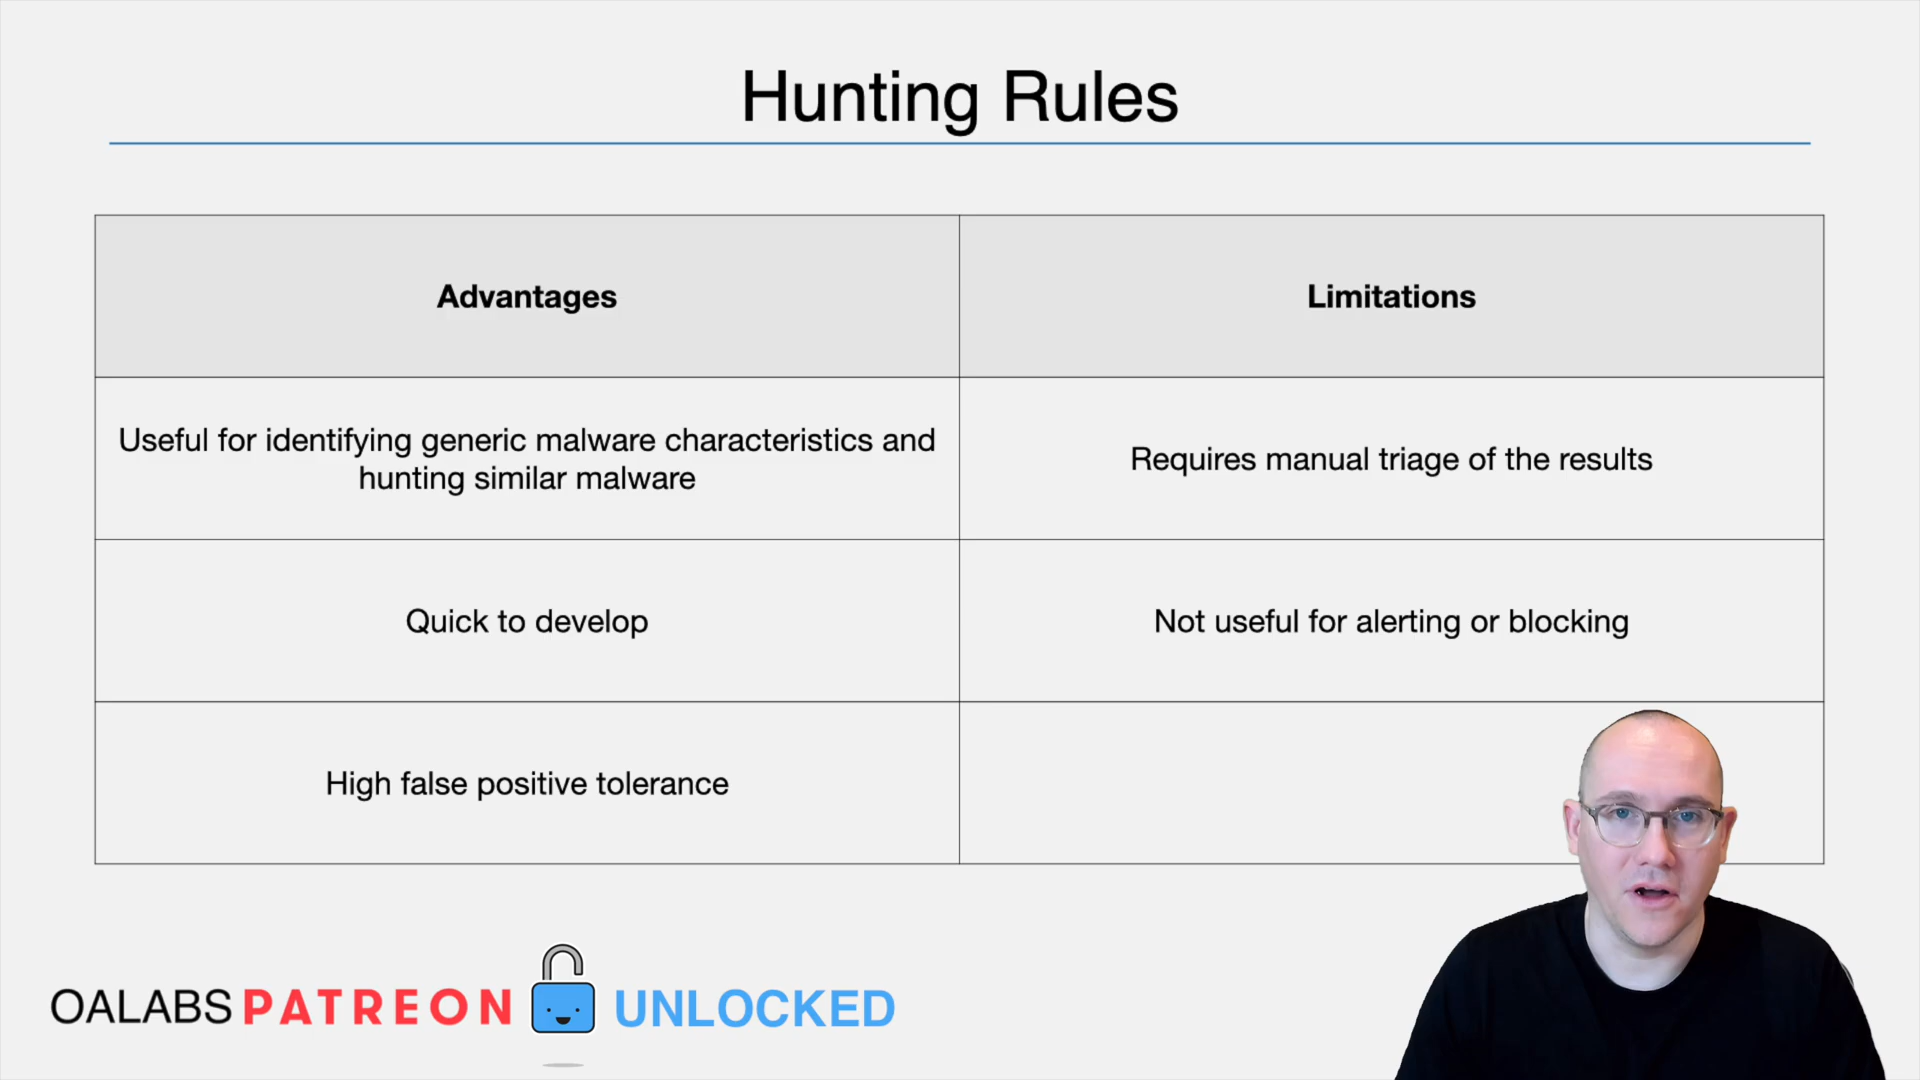 Hunting Rules
Advantages
Limitations
Useful for identifying generic malware characteristics and
hunting similar malware
Requires manual triage of the results
Quick to develop
Not useful for alerting or blocking
High false positive tolerance
OALABS PATREON UNLOCKED